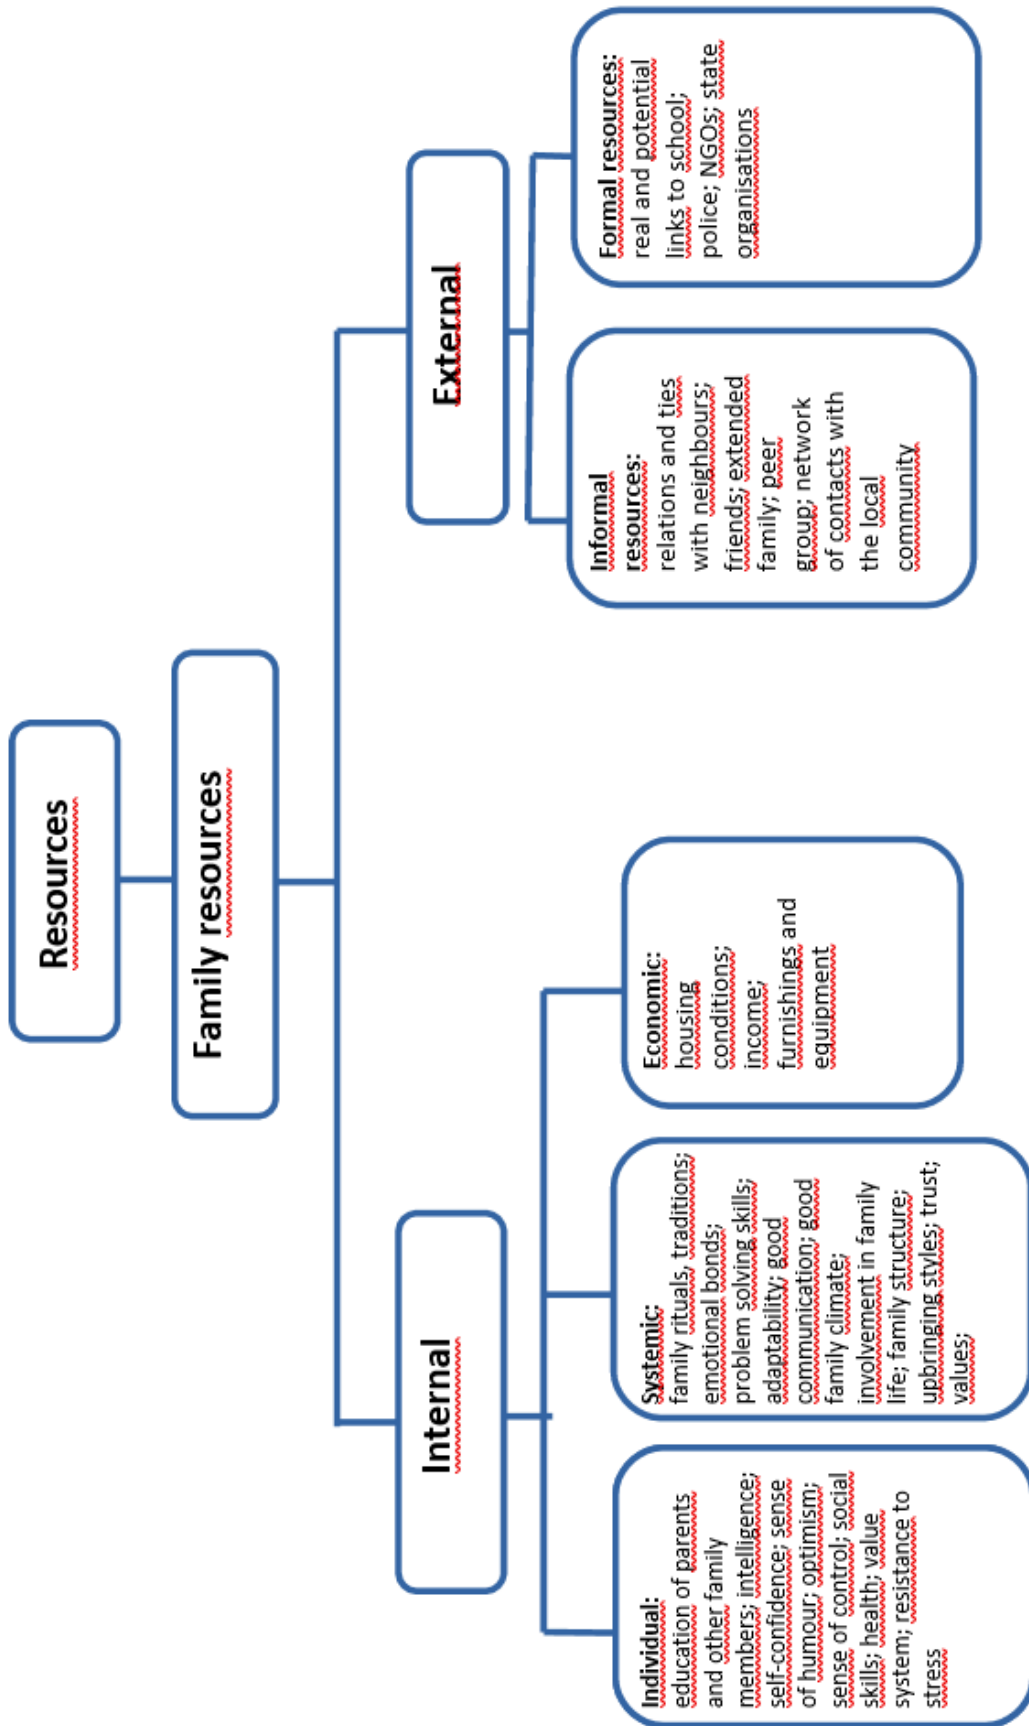 Resources
Family resources
Internal
External
Individual:
education of parents
and other family
members; intelligence;
self-confidence; sense
of humour; optimism;
sense of control; social
skills; health; value
system; resistance to
stress
Systemic:
family rituals, traditions;
emotional bonds;
problem solving skills;
adaptability; good
communication; good
family climate;
involvement in family
life; family structure;
upbringing styles; trust;
values;
Economic:
housing
conditions;
income;
furnishings and
equipment
Informal
resources:
relations and ties
with neighbours;
friends; extended
family; peer
group; network
of contacts with
the local
community
Formal resources:
real and potential
links to school;
police; NGOs; state
organisations